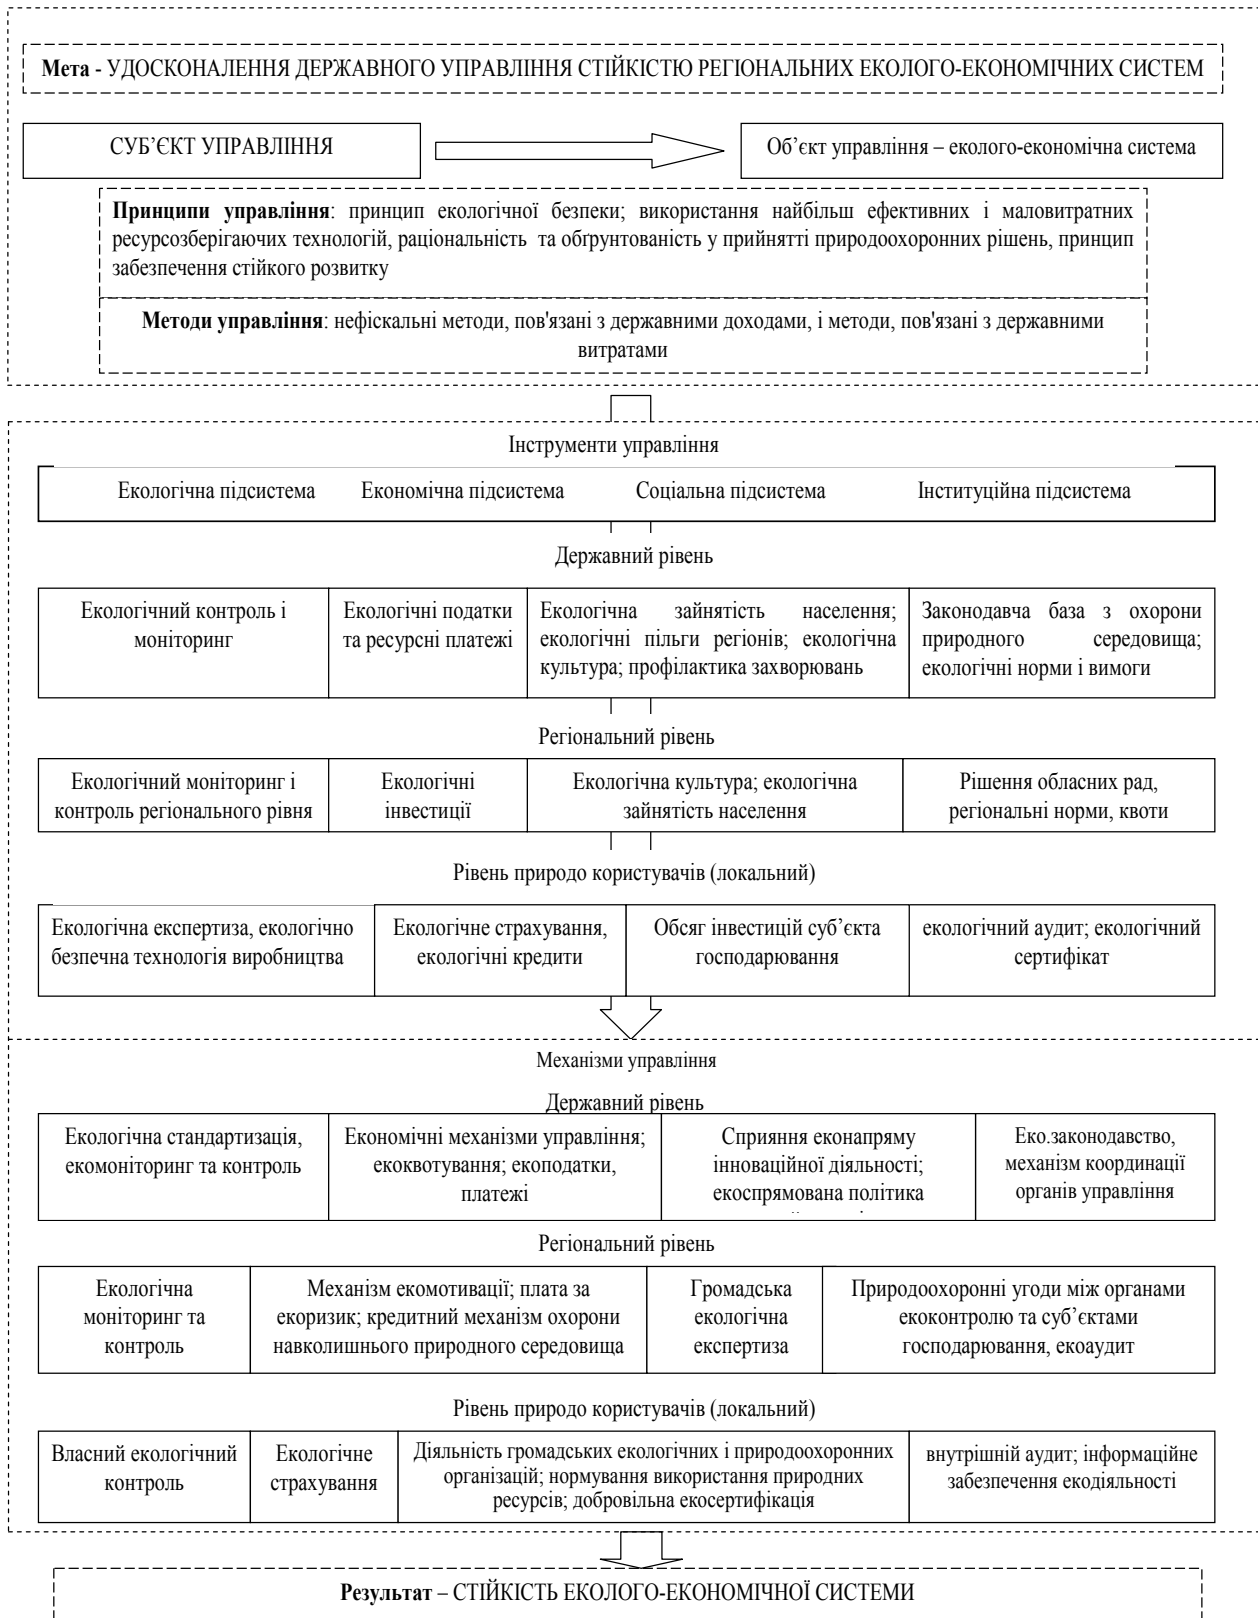 Мета - УДОСКОНАЛЕННЯ ДЕРЖАВНОГО УПРАВЛІННЯ СТІЙКІСТЮ РЕГІОНАЛЬНИХ ЕКОЛОГО-ЕКОНОМІЧНИХ СИСТЕМ
СУБ’ЄКТ УПРАВЛІННЯ
Об’єкт управління – еколого-економічна система
Принципи управління: принцип екологічної безпеки; використання найбільш ефективних і маловитратних
ресурсозберігаючих технологій, раціональність та обґрунтованість у прийнятті природоохоронних рішень, принцип
забезпечення стійкого розвитку
Методи управління: нефіскальні методи, пов'язані з державними доходами, і методи, пов'язані з державними
витратами
Інструменти управління
Екологічна підсистема
Економічна підсистема
Соціальна підсистема
Інституційна підсистема
Державний рівень
Екологічний контроль і
моніторинг
Екологічні податки
та ресурсні платежі
Екологічна зайнятість населення;
екологічні пільги регіонів; екологічна
культура; профілактика захворювань
Законодавча база з охорони
природного середовища;
екологічні норми і вимоги
Регіональний рівень
Екологічний моніторинг і
контроль регіонального рівня
Екологічні
інвестиції
Екологічна культура; екологічна
зайнятість населення
Рішення обласних рад,
регіональні норми, квоти
Рівень природо користувачів (локальний)
Екологічна експертиза, екологічно
безпечна технологія виробництва
Екологічне страхування,
екологічні кредити
Обсяг інвестицій суб’єкта
господарювання
екологічний аудит; екологічний
сертифікат
Механізми управління
Державний рівень
Екологічна стандартизація,
екомоніторинг та контроль
Економічні механізми управління;
екоквотування; екоподатки,
платежі
Сприяння еконапряму
інноваційної діяльності;
екоспрямована політика
Еко.законодавство,
механізм координації
органів управління
Регіональний рівень
Екологічна
моніторинг та
контроль
Механізм екомотивації; плата за
екоризик; кредитний механізм охорони
навколишнього природного середовища
Громадська
екологічна
експертиза
Природоохоронні угоди між органами
екоконтролю та суб’єктами
господарювання, екоаудит
Рівень природо користувачів (локальний)
Власний екологічний
контроль
Екологічне
страхування
Діяльність громадських екологічних і природоохоронних
організацій; нормування використання природних
ресурсів; добровільна екосертифікація
внутрішній аудит; інформаційне
забезпечення екодіяльності
Результат – СТІЙКІСТЬ ЕКОЛОГО-ЕКОНОМІЧНОЇ СИСТЕМИ